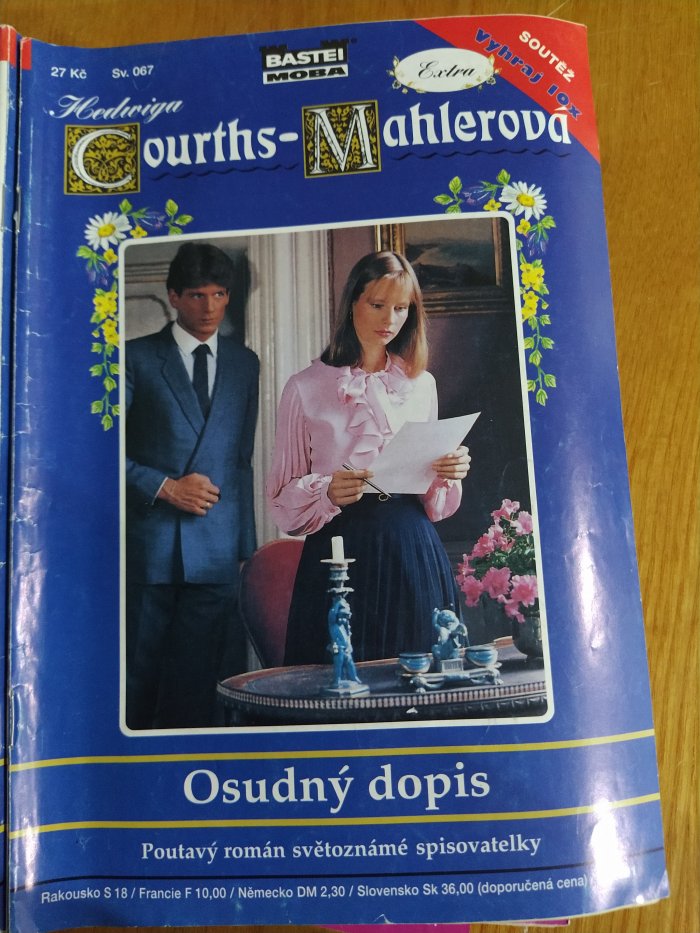 27 Kč Sv. 067
BASTEI
MOBA
Extra
SOUTĚŽ
Vyhraj 10x
Hedwiga
Courths-Mahlerová
Osudný dopis
Poutavý román světoznámé spisovatelky
Rakousko S 18 / Francie F 10,00 / Německo DM 2,30 / Slovensko Sk 36,00 (doporučená cena) /